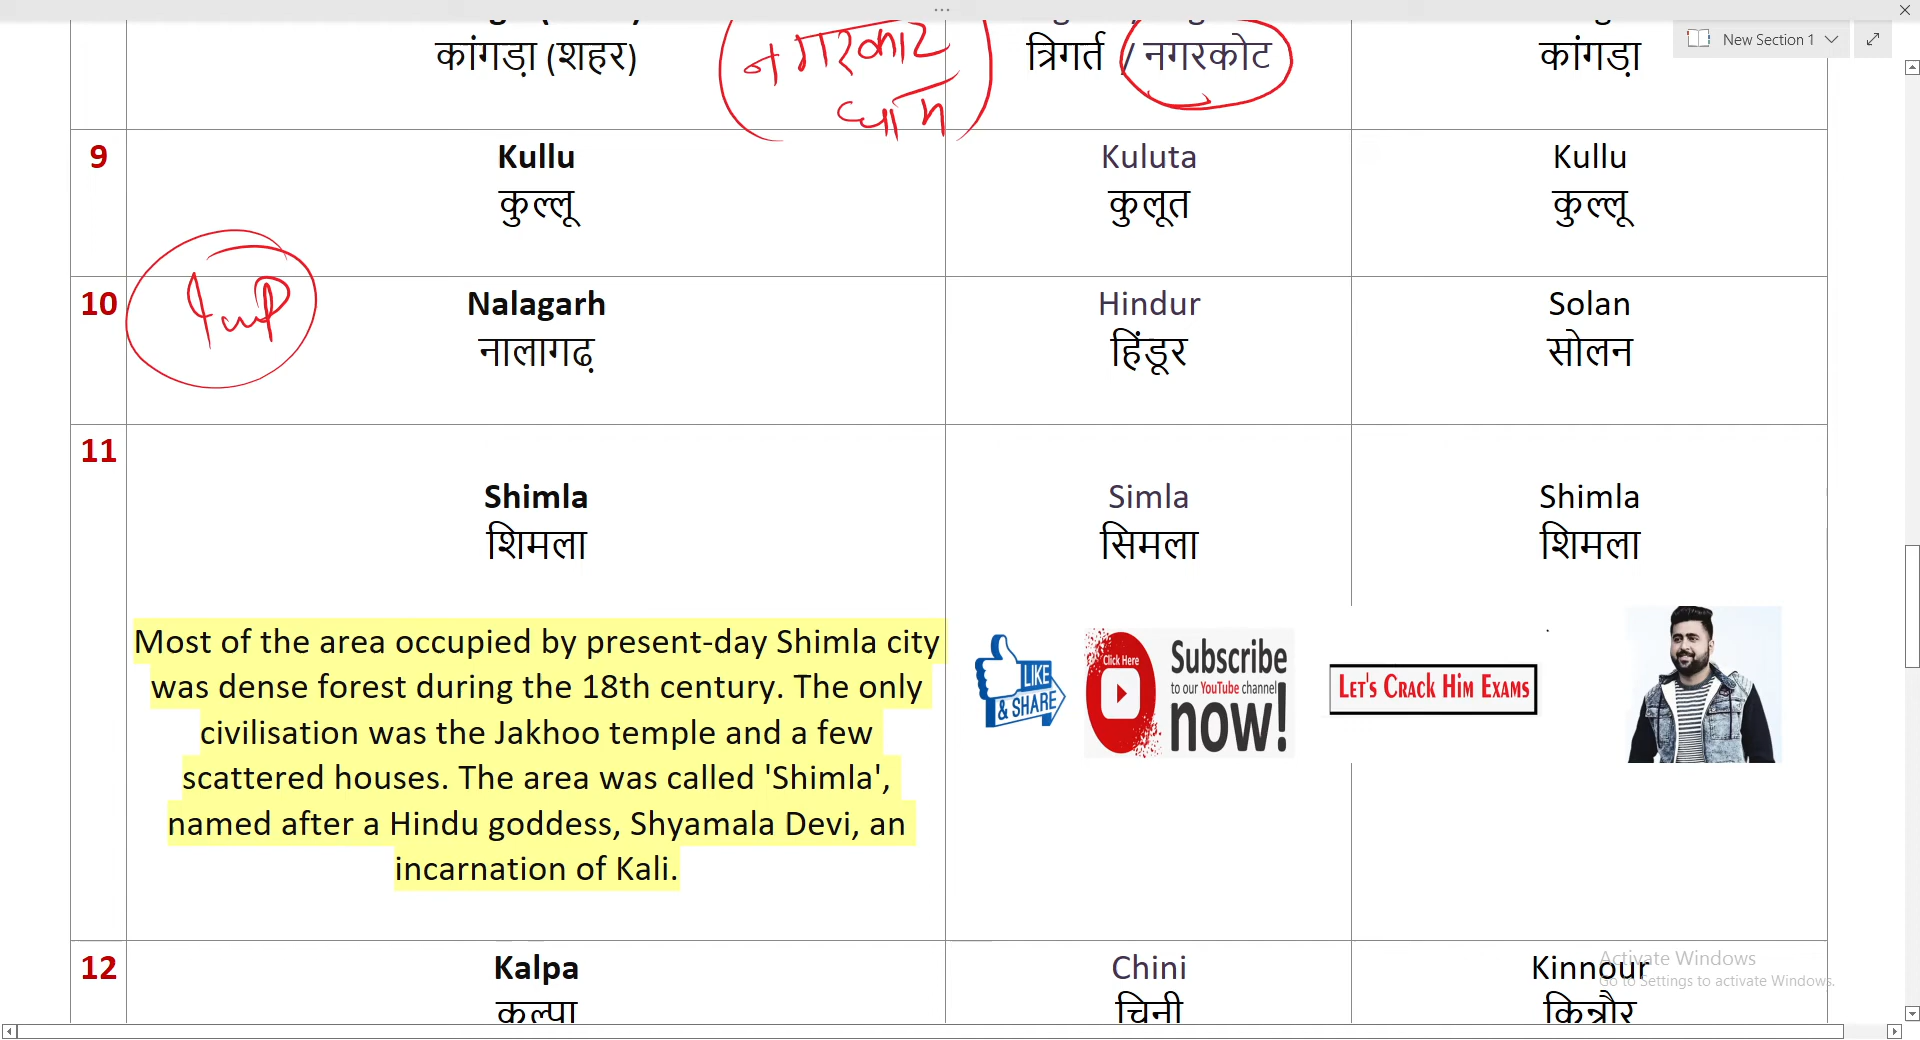 New Section 1
कांगड़ा (शहर)
नगरकोट
धाम
त्रिगर्त / नगरकोट
कांगड़ा
9
Kullu
कुल्लू
Kuluta
कुलूत
Kullu
कुल्लू
10
Imp
Nalagarh
नालागढ़
Hindur
हिंडूर
Solan
सोलन
11
Shimla
शिमला
Simla
सिमला
Shimla
शिमला
Most of the area occupied by present-day Shimla city
was dense forest during the 18th century. The only
civilisation was the Jakhoo temple and a few
scattered houses. The area was called 'Shimla',
named after a Hindu goddess, Shyamala Devi, an
incarnation of Kali.
LIKE
& SHARE
Click Here
Subscribe
to our YouTube channel
now!
Let's Crack Him Exams
12
Kalpa
कल्पा
Chini
चिनी
Kinnour
किन्नौर
Activate Windows
Go to Settings to activate Windows.